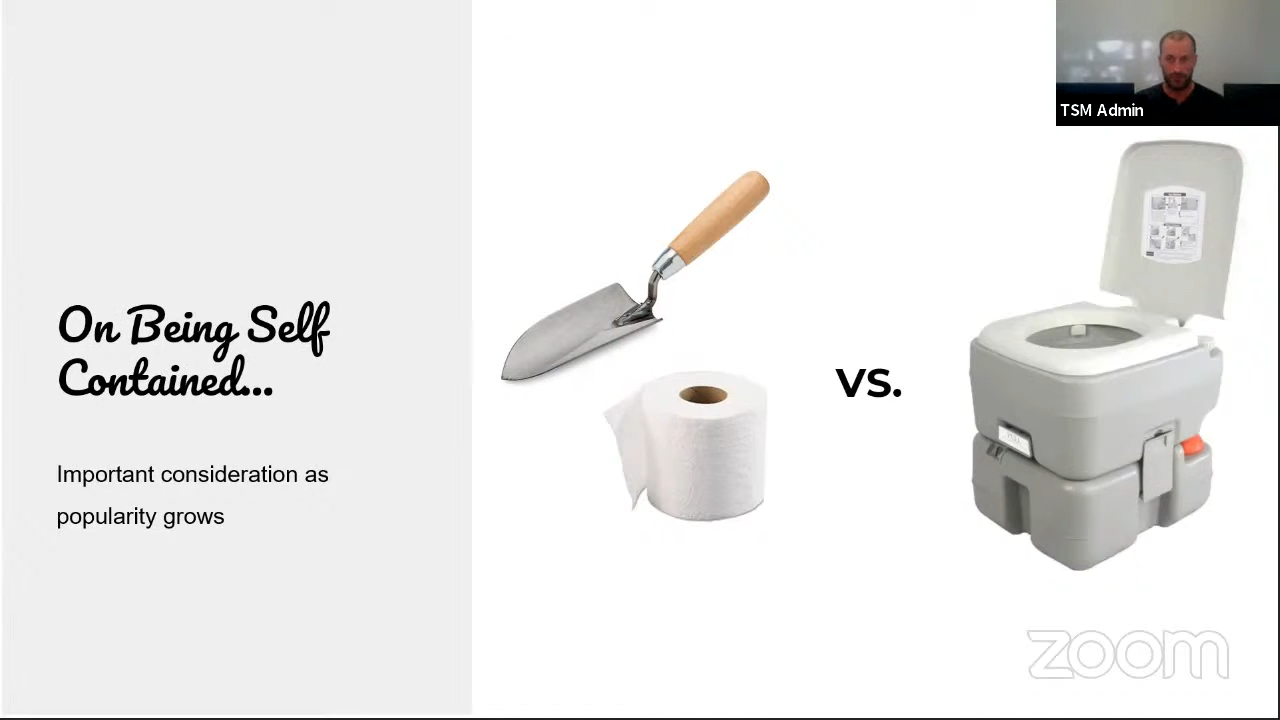 TSM Admin
On Being Self
Contained...
Important consideration as
popularity grows
vs.
zoom